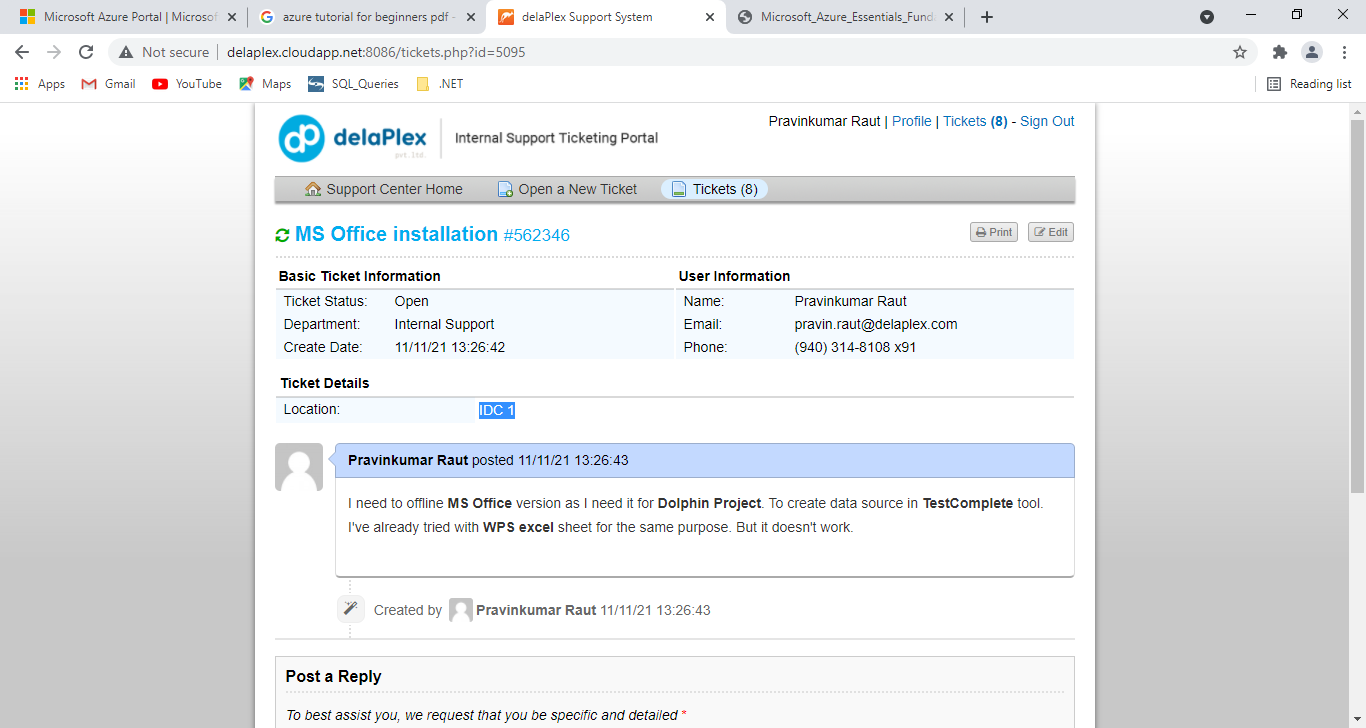 Microsoft Azure Portal | Microsof
azure tutorial for beginners pdf -
delaPlex Support System
Microsoft_Azure_Essentials_Fund
Not secure
delaplex.cloudapp.net:8086/tickets.php?id=5095
Apps
Gmail
YouTube
Maps
SQL_Queries
.NET
Reading list
dp delaPlex
pvt. ltd.
Internal Support Ticketing Portal
Pravinkumar Raut | Profile | Tickets (8) - Sign Out
Support Center Home
Open a New Ticket
Tickets (8)
MS Office installation #562346
Print
Edit
Basic Ticket Information
Ticket Status: Open
Department: Internal Support
Create Date: 11/11/21 13:26:42
User Information
Name: Pravinkumar Raut
Email: pravin.raut@delaplex.com
Phone: (940) 314-8108 x91
Ticket Details
Location: IDC 1
Pravinkumar Raut posted 11/11/21 13:26:43
I need to offline MS Office version as I need it for Dolphin Project. To create data source in TestComplete tool.
I've already tried with WPS excel sheet for the same purpose. But it doesn't work.
Created by Pravinkumar Raut 11/11/21 13:26:43
Post a Reply
To best assist you, we request that you be specific and detailed *